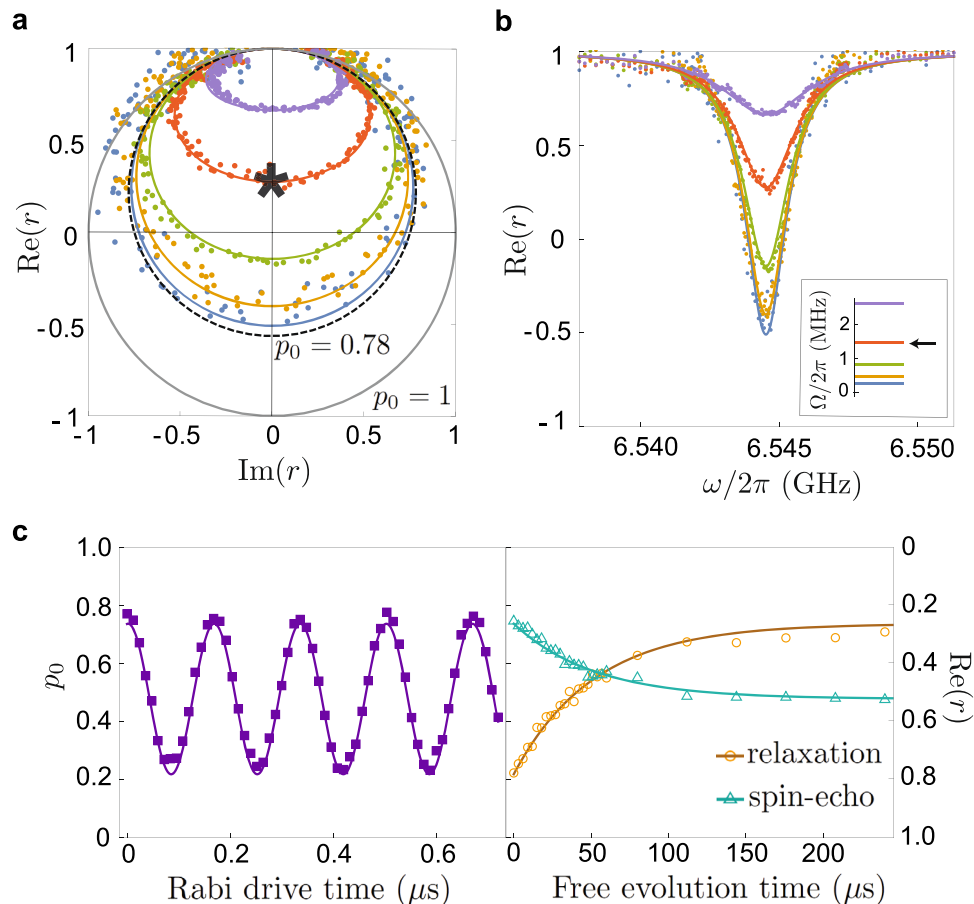 a
1
0.5
0
-0.5
-1
Re(r)
p₀ = 0.78
p₀ = 1
-1
-0.5
0
0.5
1
Im(r)
b
1
0.5
0
-0.5
-1
Re(r)
Ω/2π (MHz)
2
1
0
6.540
6.545
6.550
ω/2π (GHz)
c
1.0
0.8
0.6
0.4
0.2
0
p₀
0
0.2
0.4
0.6
Rabi drive time (μs)
0
0.2
0.4
0.6
0.8
1.0
Re(r)
relaxation
spin-echo
0
50
100
150
200
Free evolution time (μs)